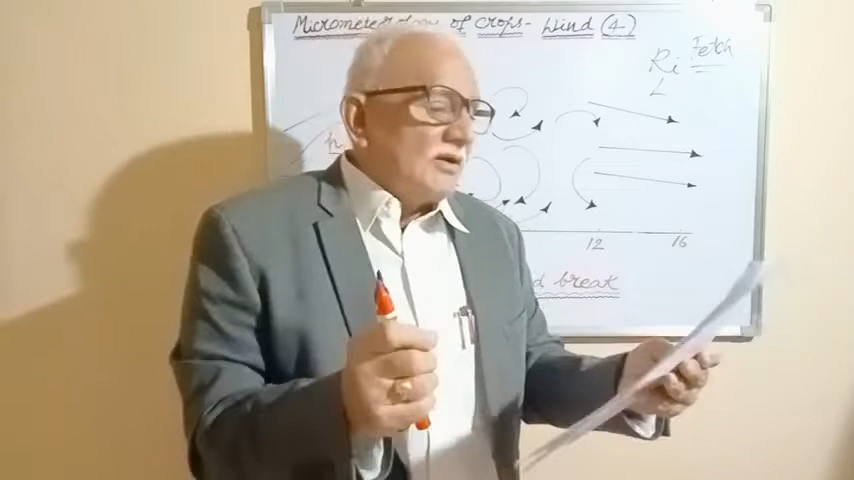 Micrometeorology of crops- Wind (4)
Ri Fetch
L
h
12 16
d break